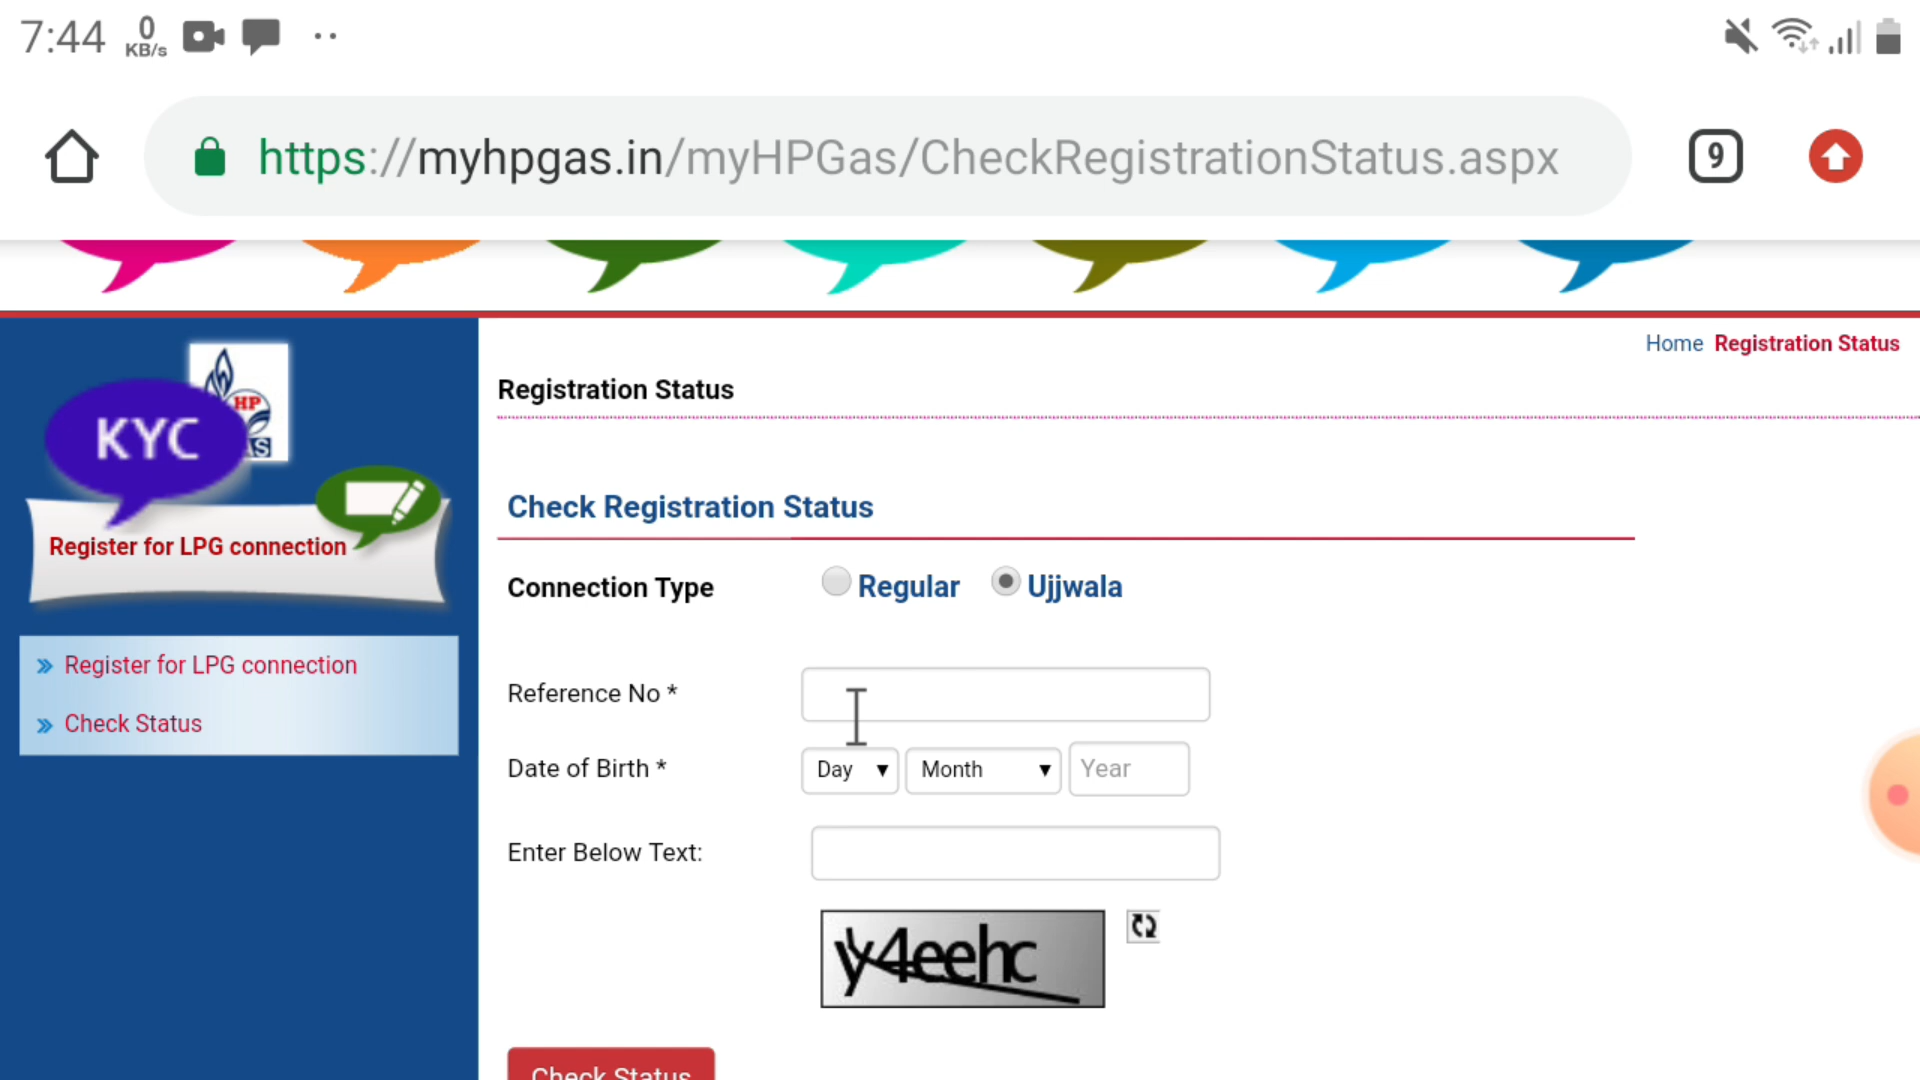 7:44 0 KB/s
https://myhpgas.in/myHPGas/CheckRegistrationStatus.aspx 9
Home Registration Status
Registration Status
HP
KYC
AS
Register for LPG connection
Check Registration Status
Connection Type Regular Ujjwala
Register for LPG connection
Check Status
Reference No *
Date of Birth * Day Month Year
Enter Below Text:
y4eehc
Check Status